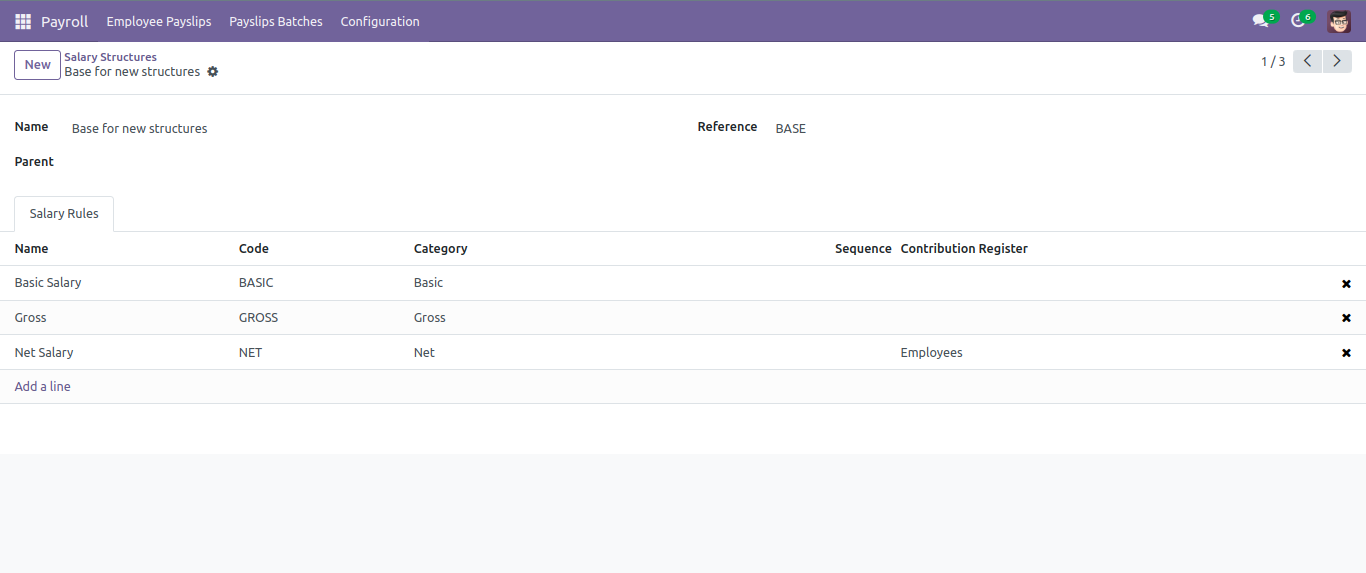 Payroll Employee Payslips Payslips Batches Configuration 5 6
New Salary Structures 1 / 3
Base for new structures
Name Base for new structures Reference BASE
Parent
Salary Rules
Name Code Category Sequence Contribution Register
Basic Salary BASIC Basic
Gross GROSS Gross
Net Salary NET Net Employees
Add a line